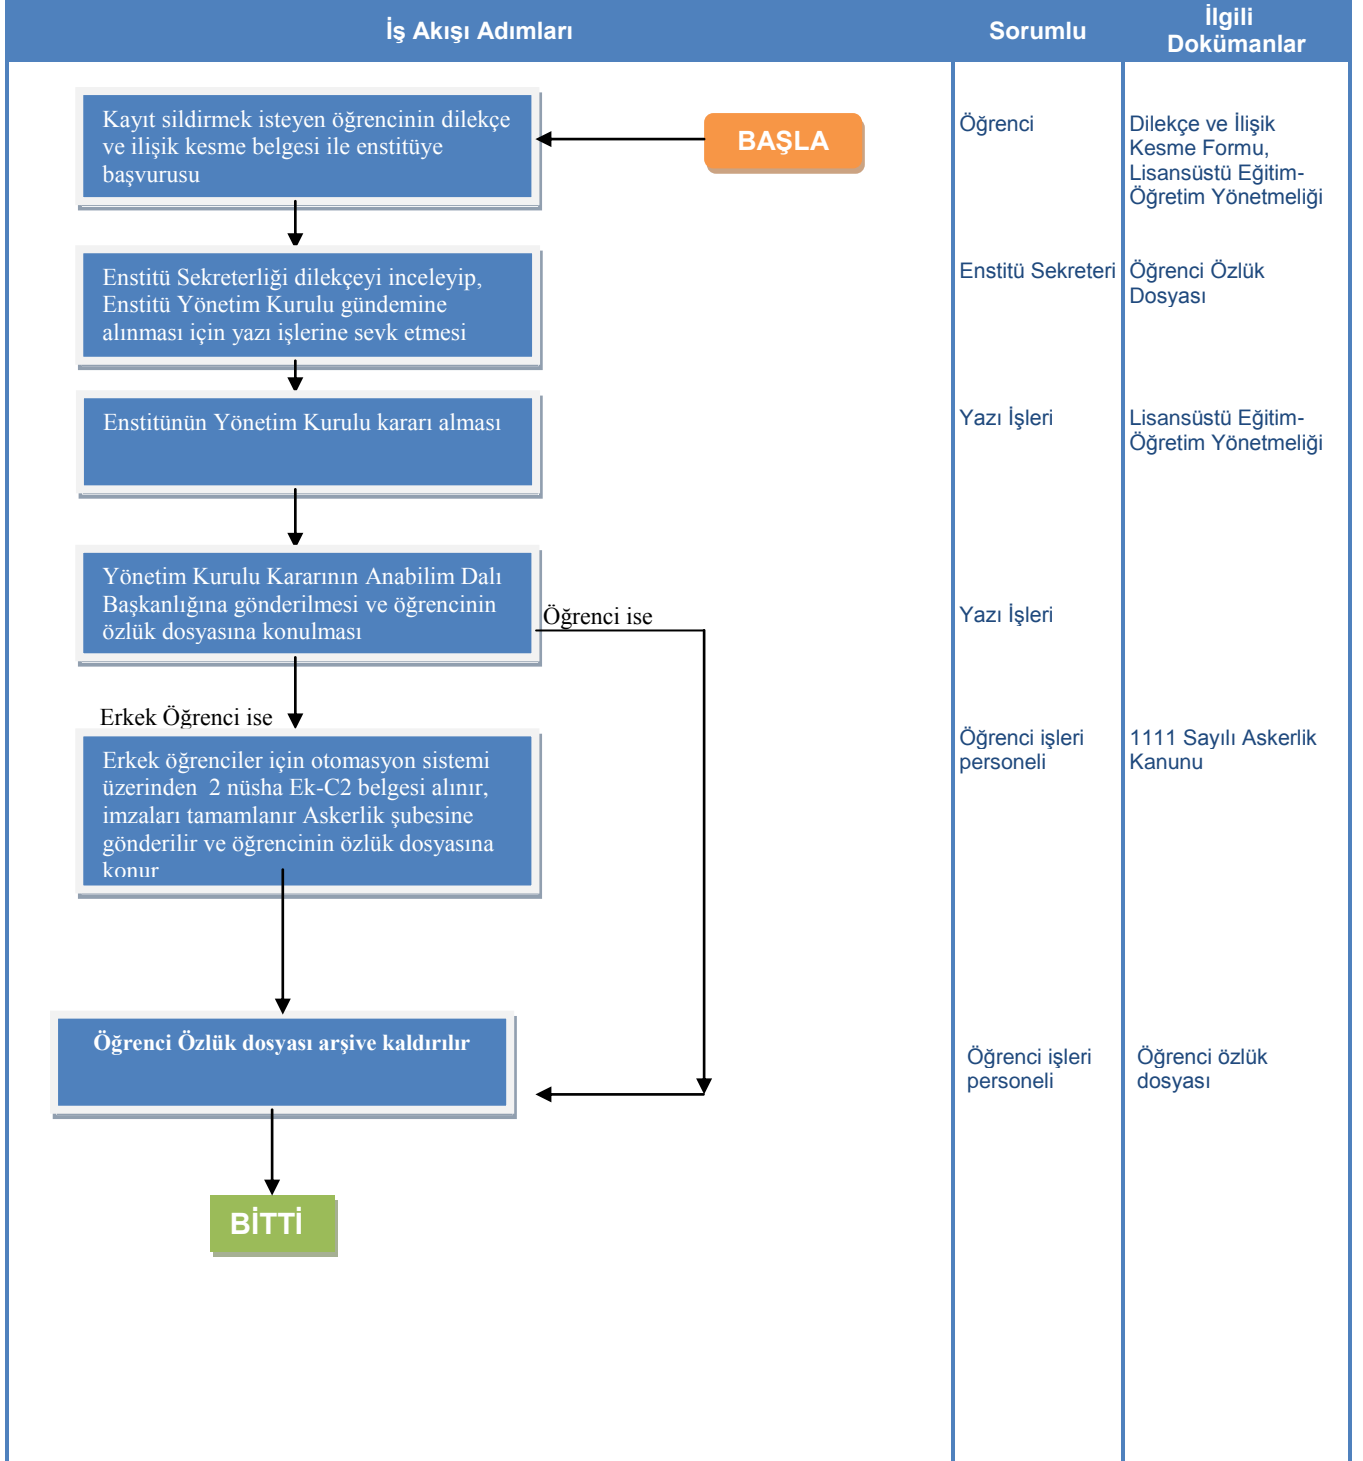 İş Akışı Adımları
Sorumlu
İlgili
Dokümanlar
Kayıt sildirmek isteyen öğrencinin dilekçe
ve ilişik kesme belgesi ile enstitüye
başvurusu
BAŞLA
Öğrenci
Dilekçe ve İlişik
Kesme Formu,
Lisansüstü Eğitim-
Öğretim Yönetmeliği
Enstitü Sekreterliği dilekçeyi inceleyip,
Enstitü Yönetim Kurulu gündemine
alınması için yazı işlerine sevk etmesi
Enstitü Sekreteri
Öğrenci Özlük
Dosyası
Enstitünün Yönetim Kurulu kararı alması
Yazı İşleri
Lisansüstü Eğitim-
Öğretim Yönetmeliği
Yönetim Kurulu Kararının Anabilim Dalı
Başkanlığına gönderilmesi ve öğrencinin
özlük dosyasına konulması
Öğrenci ise
Yazı İşleri
Erkek Öğrenci ise
Erkek öğrenciler için otomasyon sistemi
üzerinden  2 nüsha Ek-C2 belgesi alınır,
imzaları tamamlanır Askerlik şubesine
gönderilir ve öğrencinin özlük dosyasına
konur
Öğrenci işleri
personeli
1111 Sayılı Askerlik
Kanunu
Öğrenci Özlük dosyası arşive kaldırılır
Öğrenci işleri
personeli
Öğrenci özlük
dosyası
BİTTİ